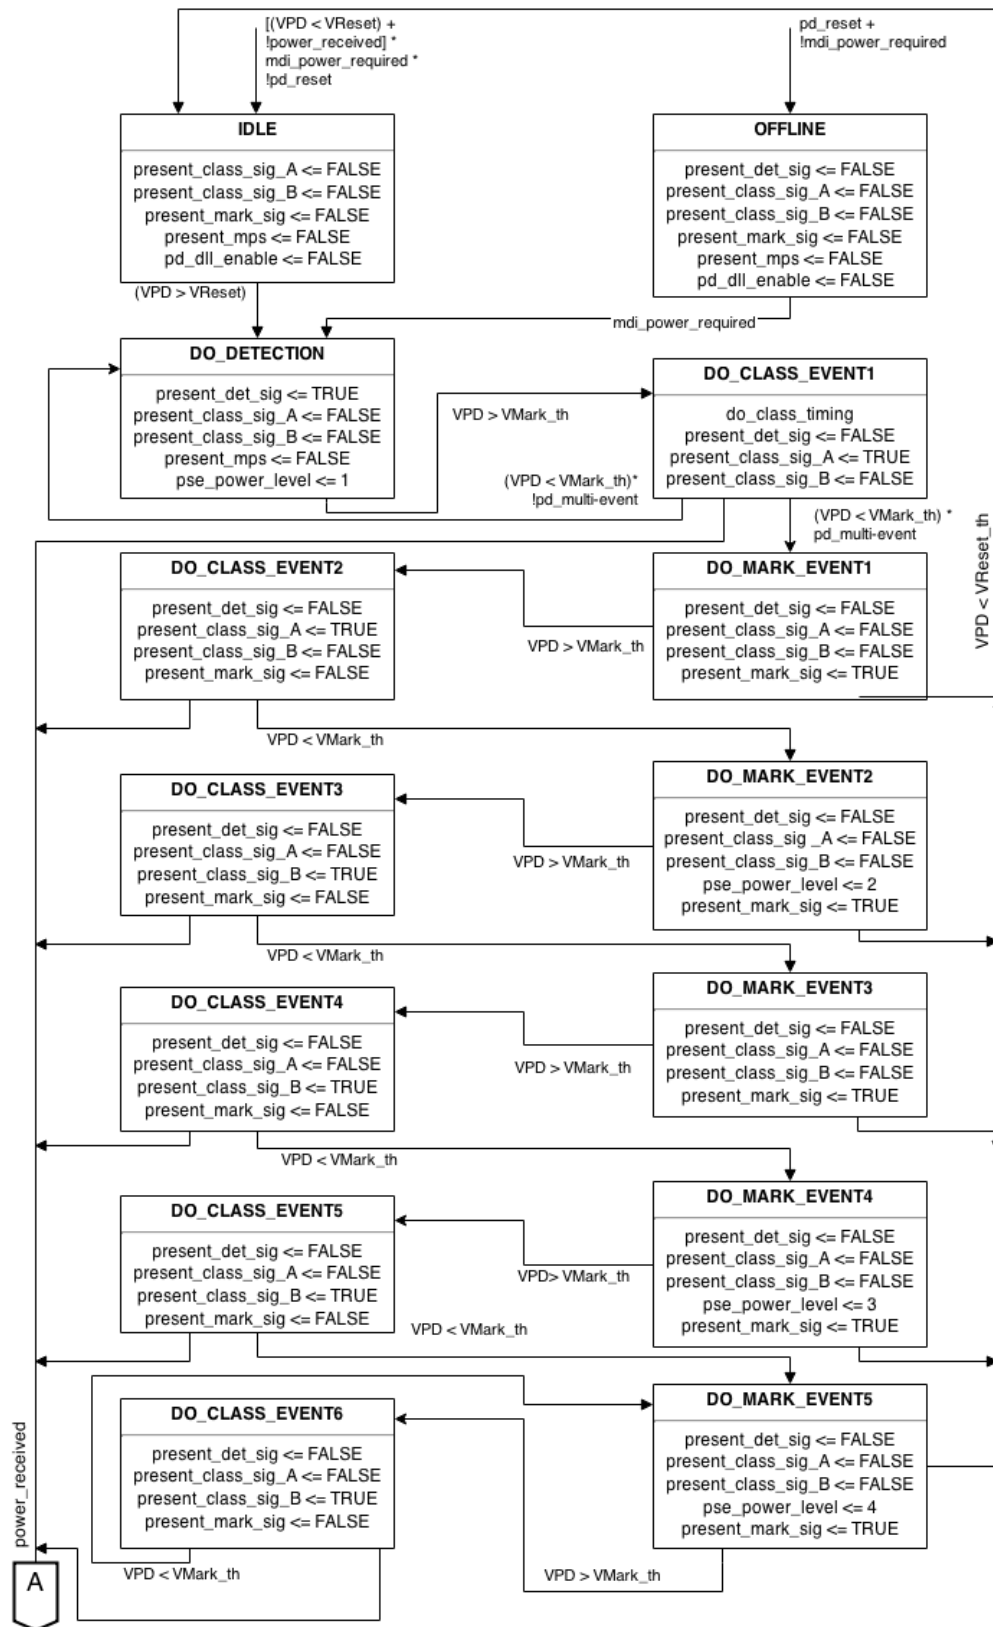 [(VPD < VReset) +
!power_received] *
mdi_power_required *
!pd_reset
pd_reset +
!mdi_power_required
IDLE
present_class_sig_A <= FALSE
present_class_sig_B <= FALSE
present_mark_sig <= FALSE
present_mps <= FALSE
pd_dll_enable <= FALSE
OFFLINE
present_det_sig <= FALSE
present_class_sig_A <= FALSE
present_class_sig_B <= FALSE
present_mark_sig <= FALSE
present_mps <= FALSE
pd_dll_enable <= FALSE
(VPD > VReset)
mdi_power_required
DO_DETECTION
present_det_sig <= TRUE
present_class_sig_A <= FALSE
present_class_sig_B <= FALSE
present_mps <= FALSE
pse_power_level <= 1
VPD > VMark_th
DO_CLASS_EVENT1
do_class_timing
present_det_sig <= FALSE
present_class_sig_A <= TRUE
present_class_sig_B <= FALSE
(VPD < VMark_th)*
!pd_multi-event
(VPD < VMark_th) *
pd_multi-event
VPD < VReset_th
DO_CLASS_EVENT2
present_det_sig <= FALSE
present_class_sig_A <= TRUE
present_class_sig_B <= FALSE
present_mark_sig <= FALSE
VPD > VMark_th
DO_MARK_EVENT1
present_det_sig <= FALSE
present_class_sig_A <= FALSE
present_class_sig_B <= FALSE
present_mark_sig <= TRUE
VPD < VMark_th
DO_CLASS_EVENT3
present_det_sig <= FALSE
present_class_sig_A <= FALSE
present_class_sig_B <= TRUE
present_mark_sig <= FALSE
VPD > VMark_th
DO_MARK_EVENT2
present_det_sig <= FALSE
present_class_sig _A <= FALSE
present_class_sig_B <= FALSE
pse_power_level <= 2
present_mark_sig <= TRUE
VPD < VMark_th
DO_CLASS_EVENT4
present_det_sig <= FALSE
present_class_sig_A <= FALSE
present_class_sig_B <= TRUE
present_mark_sig <= FALSE
VPD > VMark_th
DO_MARK_EVENT3
present_det_sig <= FALSE
present_class_sig_A <= FALSE
present_class_sig_B <= FALSE
present_mark_sig <= TRUE
VPD < VMark_th
DO_CLASS_EVENT5
present_det_sig <= FALSE
present_class_sig_A <= FALSE
present_class_sig_B <= TRUE
present_mark_sig <= FALSE
VPD> VMark_th
DO_MARK_EVENT4
present_det_sig <= FALSE
present_class_sig_A <= FALSE
present_class_sig_B <= FALSE
pse_power_level <= 3
present_mark_sig <= TRUE
VPD < VMark_th
DO_CLASS_EVENT6
present_det_sig <= FALSE
present_class_sig_A <= FALSE
present_class_sig_B <= TRUE
present_mark_sig <= FALSE
DO_MARK_EVENT5
present_det_sig <= FALSE
present_class_sig_A <= FALSE
present_class_sig_B <= FALSE
pse_power_level <= 4
present_mark_sig <= TRUE
VPD < VMark_th
VPD > VMark_th
power_received
A